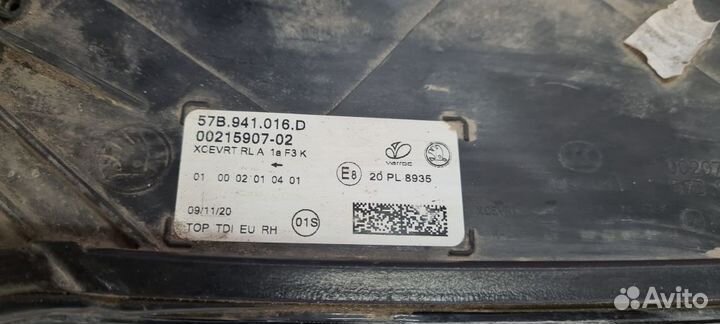 57B.941.016.D
00215907-02
XCEVRT RL A 1a F3 K
varroc
←
E8
20 PL 8935
01 00 02 01 04 01
09/11/20
01S
TOP TDI EU RH
Avito